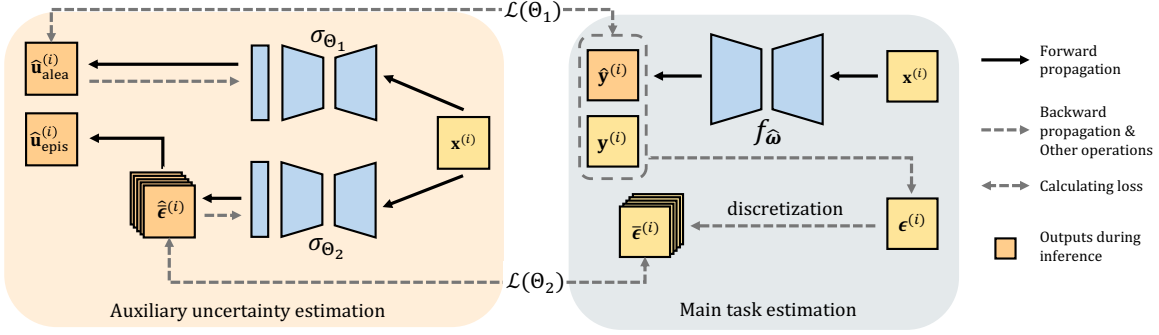 ℒ(Θ₁)
û⁽ⁱ⁾alea
σΘ₁
û⁽ⁱ⁾epis
x⁽ⁱ⁾
ϵ̂̄⁽ⁱ⁾
σΘ₂
Auxiliary uncertainty estimation
ŷ⁽ⁱ⁾
x⁽ⁱ⁾
f_ω̂
y⁽ⁱ⁾
discretization
ϵ̄⁽ⁱ⁾
ϵ⁽ⁱ⁾
ℒ(Θ₂)
Main task estimation
Forward
propagation
Backward
propagation &
Other operations
Calculating loss
Outputs during
inference